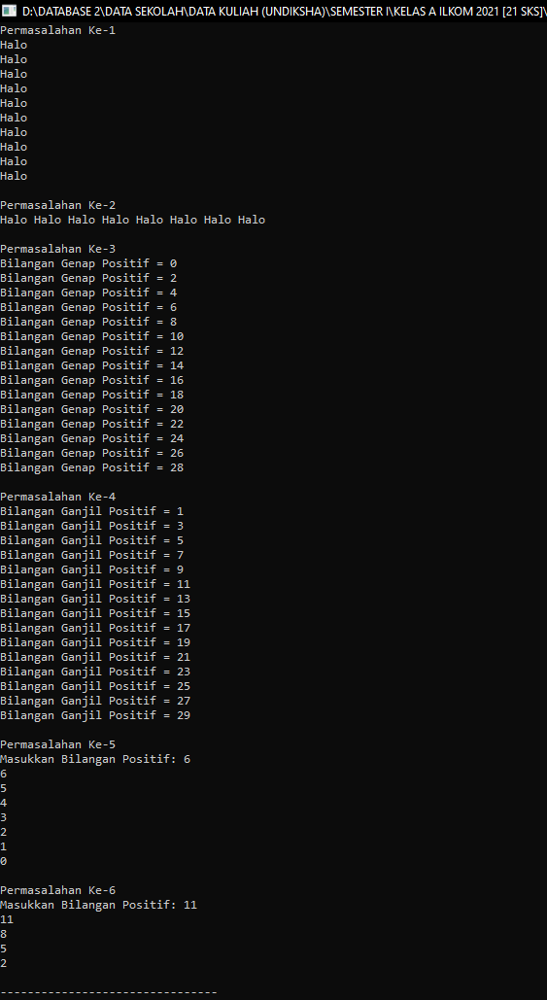 D:\DATABASE 2\DATA SEKOLAH\DATA KULIAH (UNDIKSHA)\SEMESTER I\KELAS A ILKOM 2021 [21 SKS]\
Permasalahan Ke-1
Halo
Halo
Halo
Halo
Halo
Halo
Halo
Halo
Halo
Halo
Permasalahan Ke-2
Halo Halo Halo Halo Halo Halo Halo Halo
Permasalahan Ke-3
Bilangan Genap Positif = 0
Bilangan Genap Positif = 2
Bilangan Genap Positif = 4
Bilangan Genap Positif = 6
Bilangan Genap Positif = 8
Bilangan Genap Positif = 10
Bilangan Genap Positif = 12
Bilangan Genap Positif = 14
Bilangan Genap Positif = 16
Bilangan Genap Positif = 18
Bilangan Genap Positif = 20
Bilangan Genap Positif = 22
Bilangan Genap Positif = 24
Bilangan Genap Positif = 26
Bilangan Genap Positif = 28
Permasalahan Ke-4
Bilangan Ganjil Positif = 1
Bilangan Ganjil Positif = 3
Bilangan Ganjil Positif = 5
Bilangan Ganjil Positif = 7
Bilangan Ganjil Positif = 9
Bilangan Ganjil Positif = 11
Bilangan Ganjil Positif = 13
Bilangan Ganjil Positif = 15
Bilangan Ganjil Positif = 17
Bilangan Ganjil Positif = 19
Bilangan Ganjil Positif = 21
Bilangan Ganjil Positif = 23
Bilangan Ganjil Positif = 25
Bilangan Ganjil Positif = 27
Bilangan Ganjil Positif = 29
Permasalahan Ke-5
Masukkan Bilangan Positif: 6
6
5
4
3
2
1
0
Permasalahan Ke-6
Masukkan Bilangan Positif: 11
11
8
5
2
--------------------------------